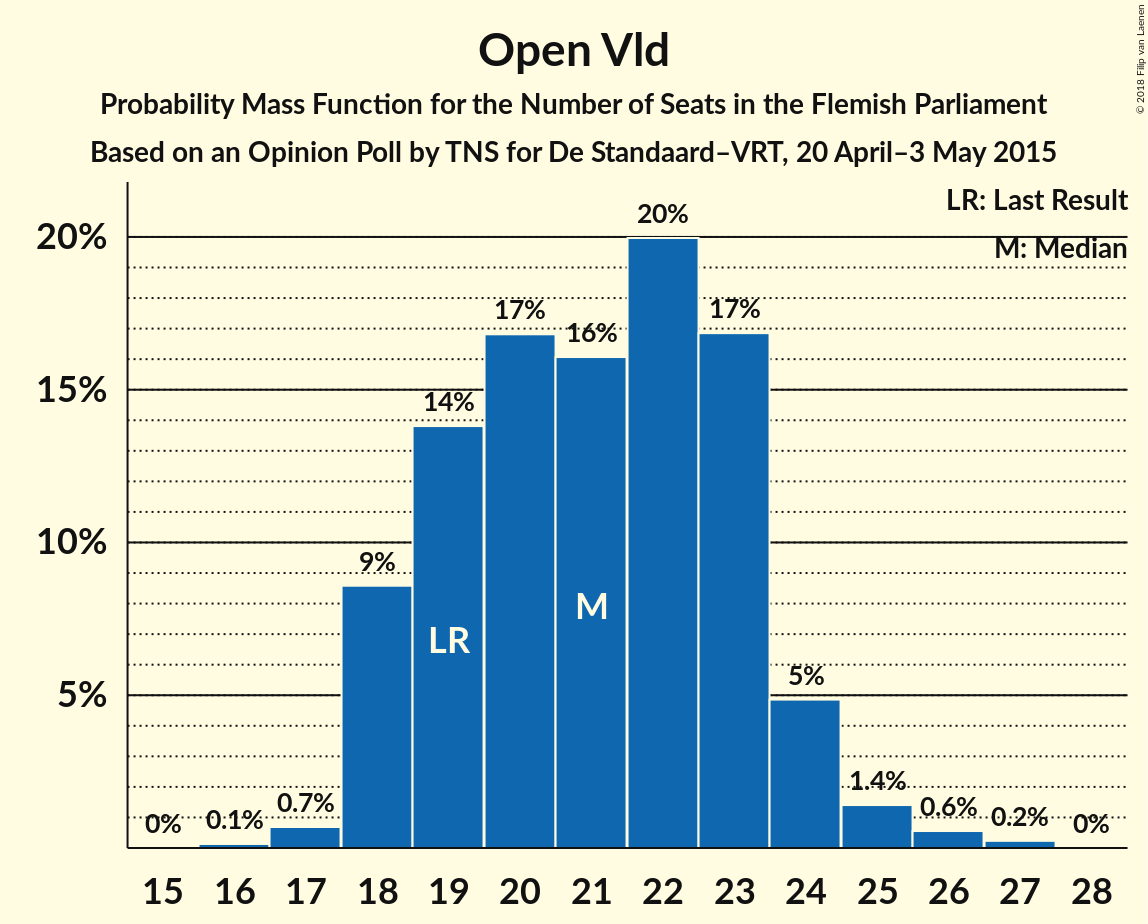 Open Vld
Probability Mass Function for the Number of Seats in the Flemish Parliament
Based on an Opinion Poll by TNS for De Standaard–VRT, 20 April–3 May 2015
© 2018 Filip van Laenen
LR: Last Result
M: Median
20%
15%
10%
5%
0%
0.1%
0.7%
9%
14%
17%
16%
20%
17%
5%
1.4%
0.6%
0.2%
0%
LR
M
15 16 17 18 19 20 21 22 23 24 25 26 27 28